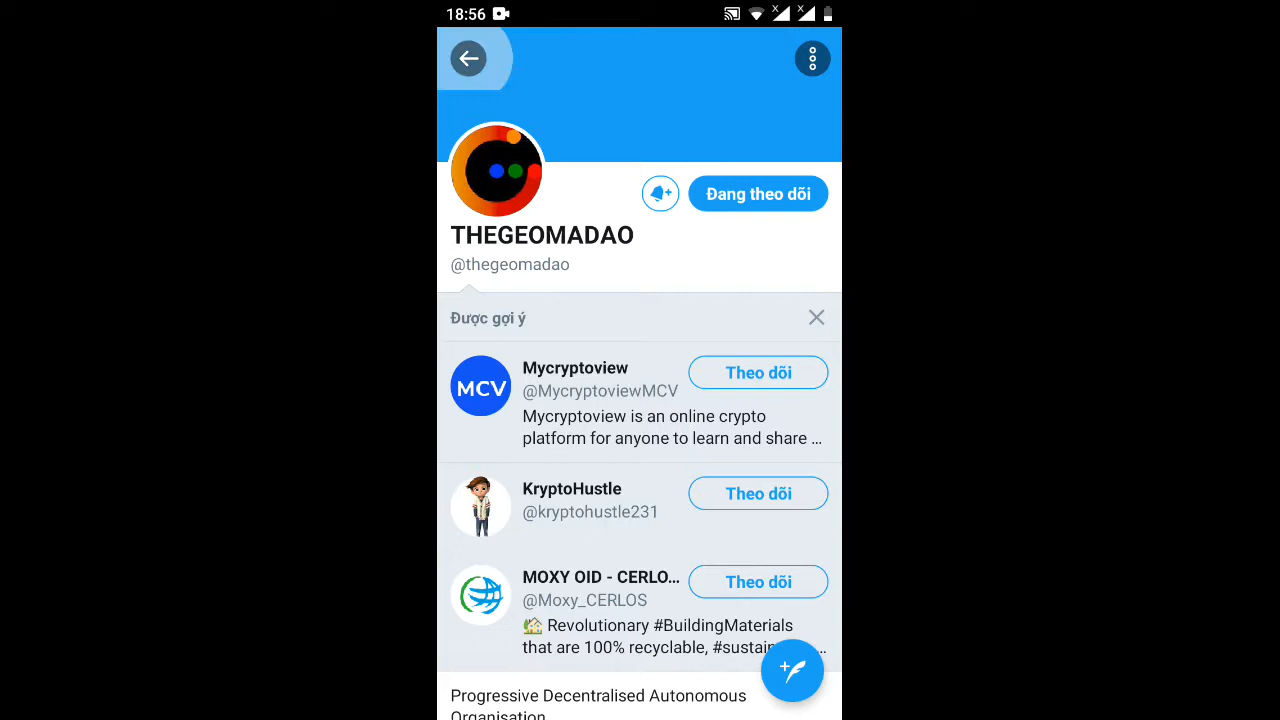 18:56
THEGEOMADAO
@thegeomadao
Đang theo dõi
Được gợi ý
MCV
Mycryptoview
@MycryptoviewMCV
Theo dõi
Mycryptoview is an online crypto
platform for anyone to learn and share ...
KryptoHustle
@kryptohustle231
Theo dõi
MOXY OID - CERLO...
@Moxy_CERLOS
Theo dõi
🏡 Revolutionary #BuildingMaterials
that are 100% recyclable, #sustain
Progressive Decentralised Autonomous
Organisation